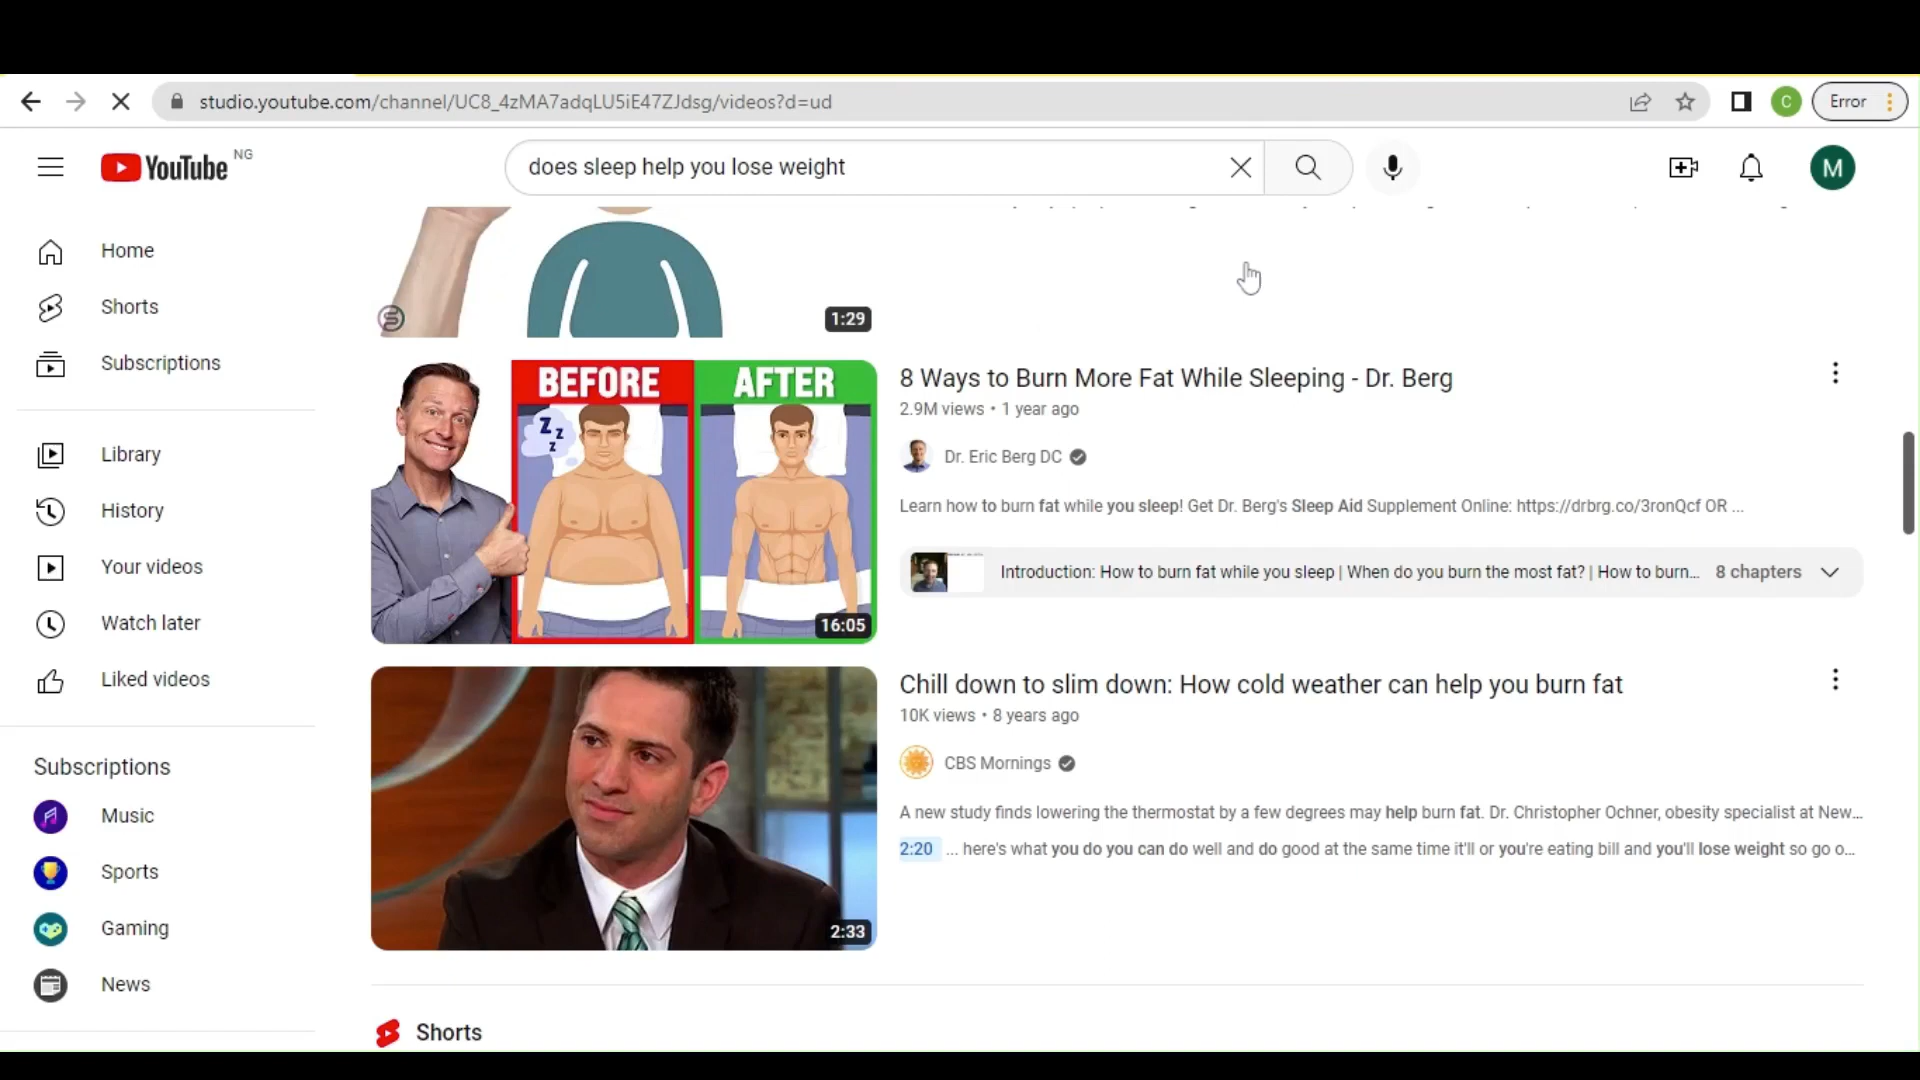 studio.youtube.com/channel/UC8_4zMA7adqLU5iE47ZJdsg/videos?d=ud
C
Error
YouTube NG
does sleep help you lose weight
M
Home
Shorts
Subscriptions
Library
History
Your videos
Watch later
Liked videos
Subscriptions
Music
Sports
Gaming
News
1:29
BEFORE
AFTER
Z z z
16:05
8 Ways to Burn More Fat While Sleeping - Dr. Berg
2.9M views • 1 year ago
Dr. Eric Berg DC
Learn how to burn fat while you sleep! Get Dr. Berg's Sleep Aid Supplement Online: https://drbrg.co/3ronQcf OR ...
Introduction: How to burn fat while you sleep | When do you burn the most fat? | How to burn... 8 chapters
2:33
Chill down to slim down: How cold weather can help you burn fat
10K views • 8 years ago
CBS Mornings
A new study finds lowering the thermostat by a few degrees may help burn fat. Dr. Christopher Ochner, obesity specialist at New...
2:20 ... here's what you do you can do well and do good at the same time it'll or you're eating bill and you'll lose weight so go o...
Shorts